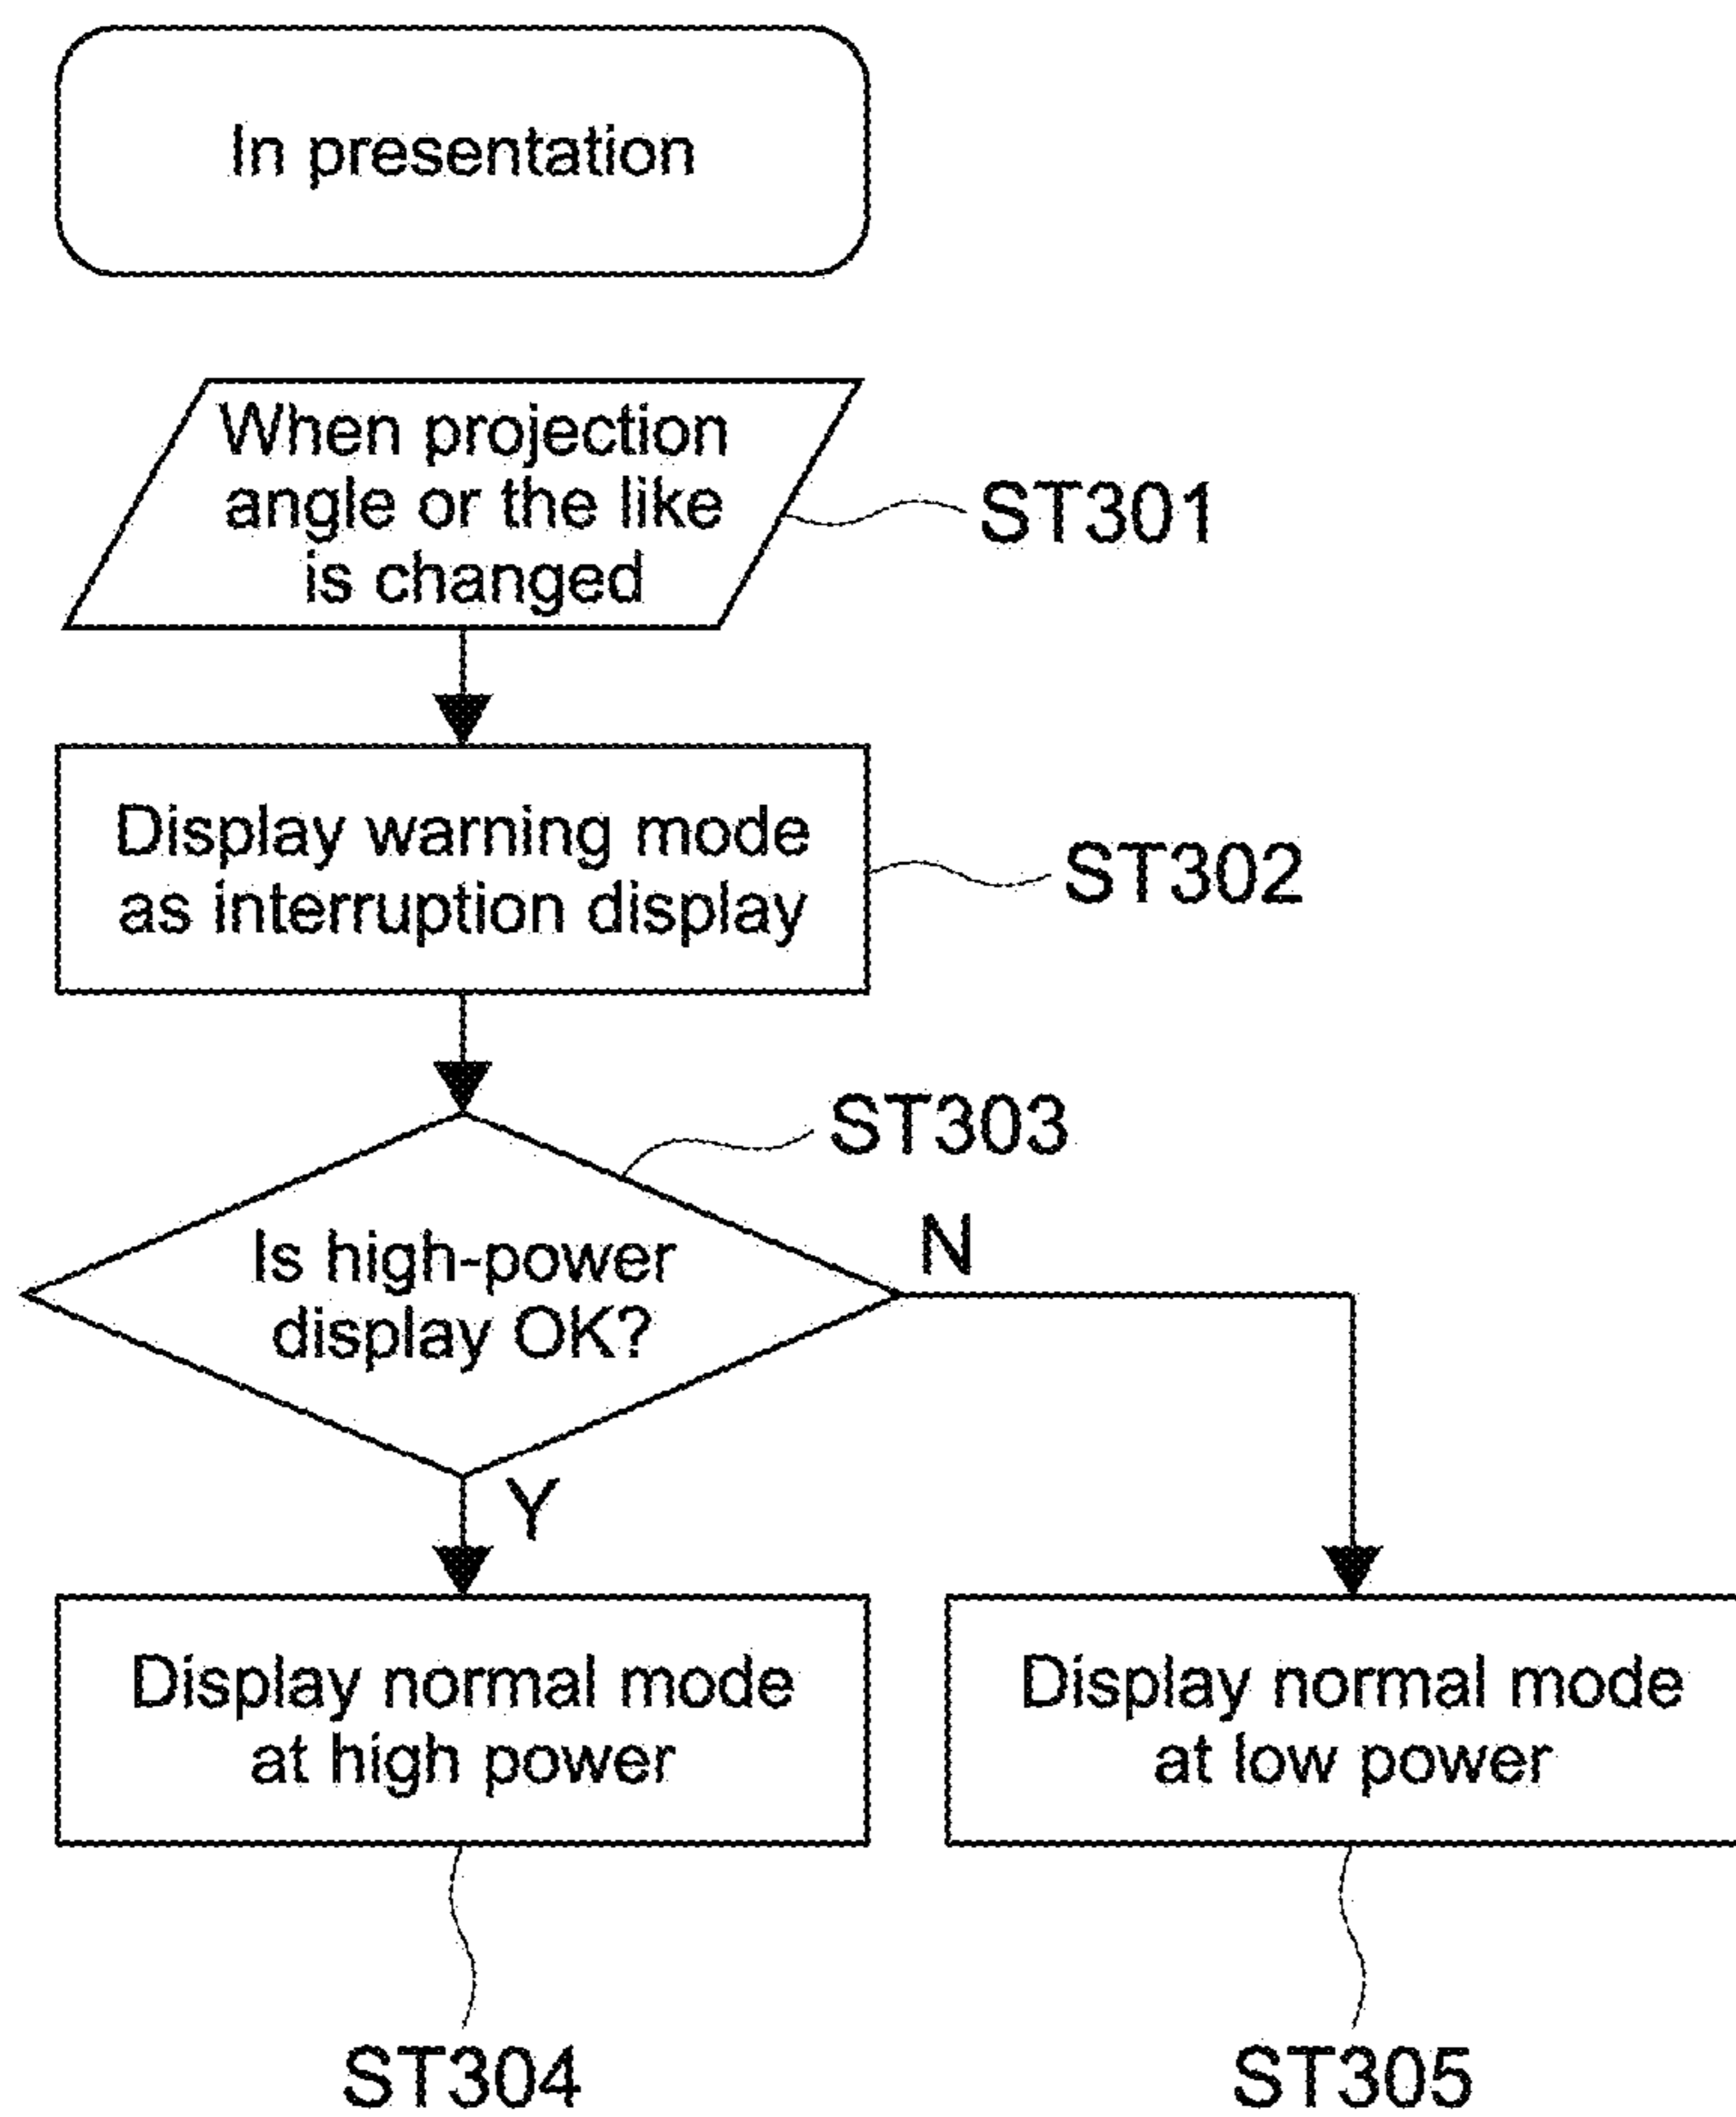 In presentation
When projection
angle or the like
is changed
ST301
Display warning mode
as interruption display
ST302
ST303
Is high-power
display OK?
N
Y
Display normal mode
at high power
Display normal mode
at low power
ST304
ST305